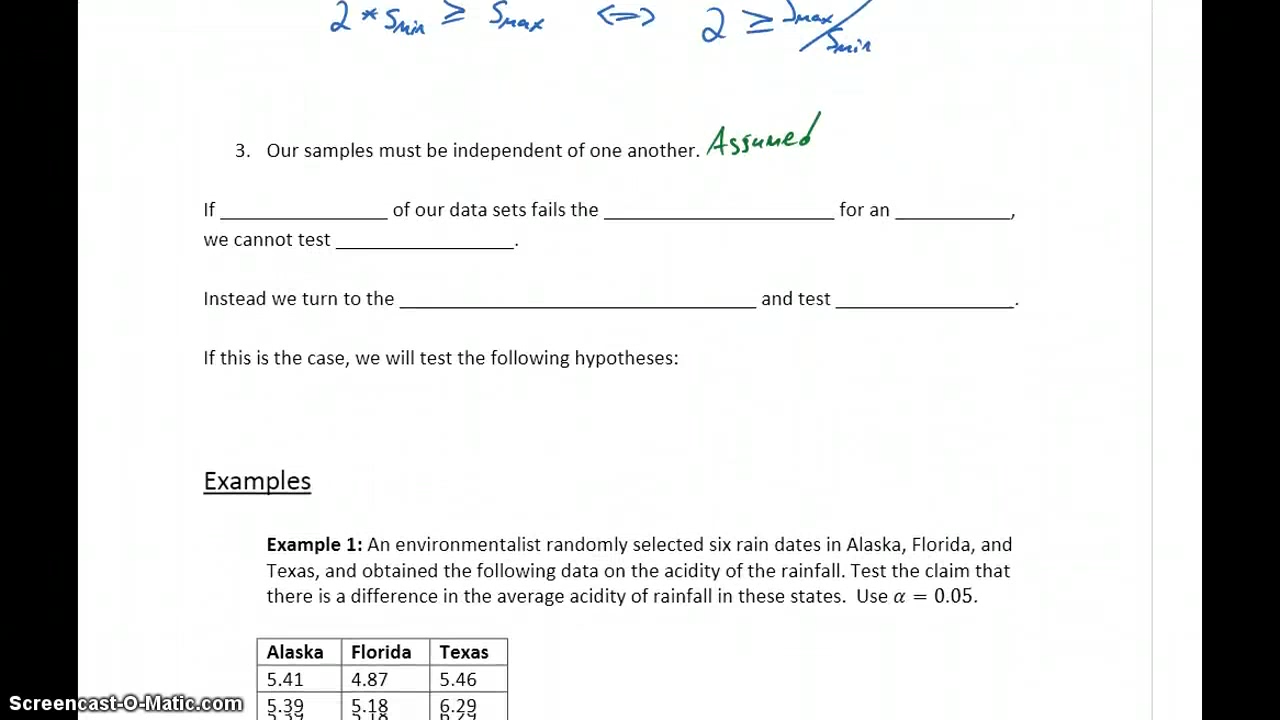 2 * Smin ≥ Smax ⇔ 2 ≥ Smax/Smin
3. Our samples must be independent of one another. Assumed
If ________________ of our data sets fails the ______________________ for an ___________,
we cannot test _________________.
Instead we turn to the __________________________________ and test _________________.
If this is the case, we will test the following hypotheses:
Examples
Example 1: An environmentalist randomly selected six rain dates in Alaska, Florida, and
Texas, and obtained the following data on the acidity of the rainfall. Test the claim that
there is a difference in the average acidity of rainfall in these states. Use α = 0.05.
Alaska Florida Texas
5.41 4.87 5.46
5.39 5.18 6.29
Screencast-O-Matic.com